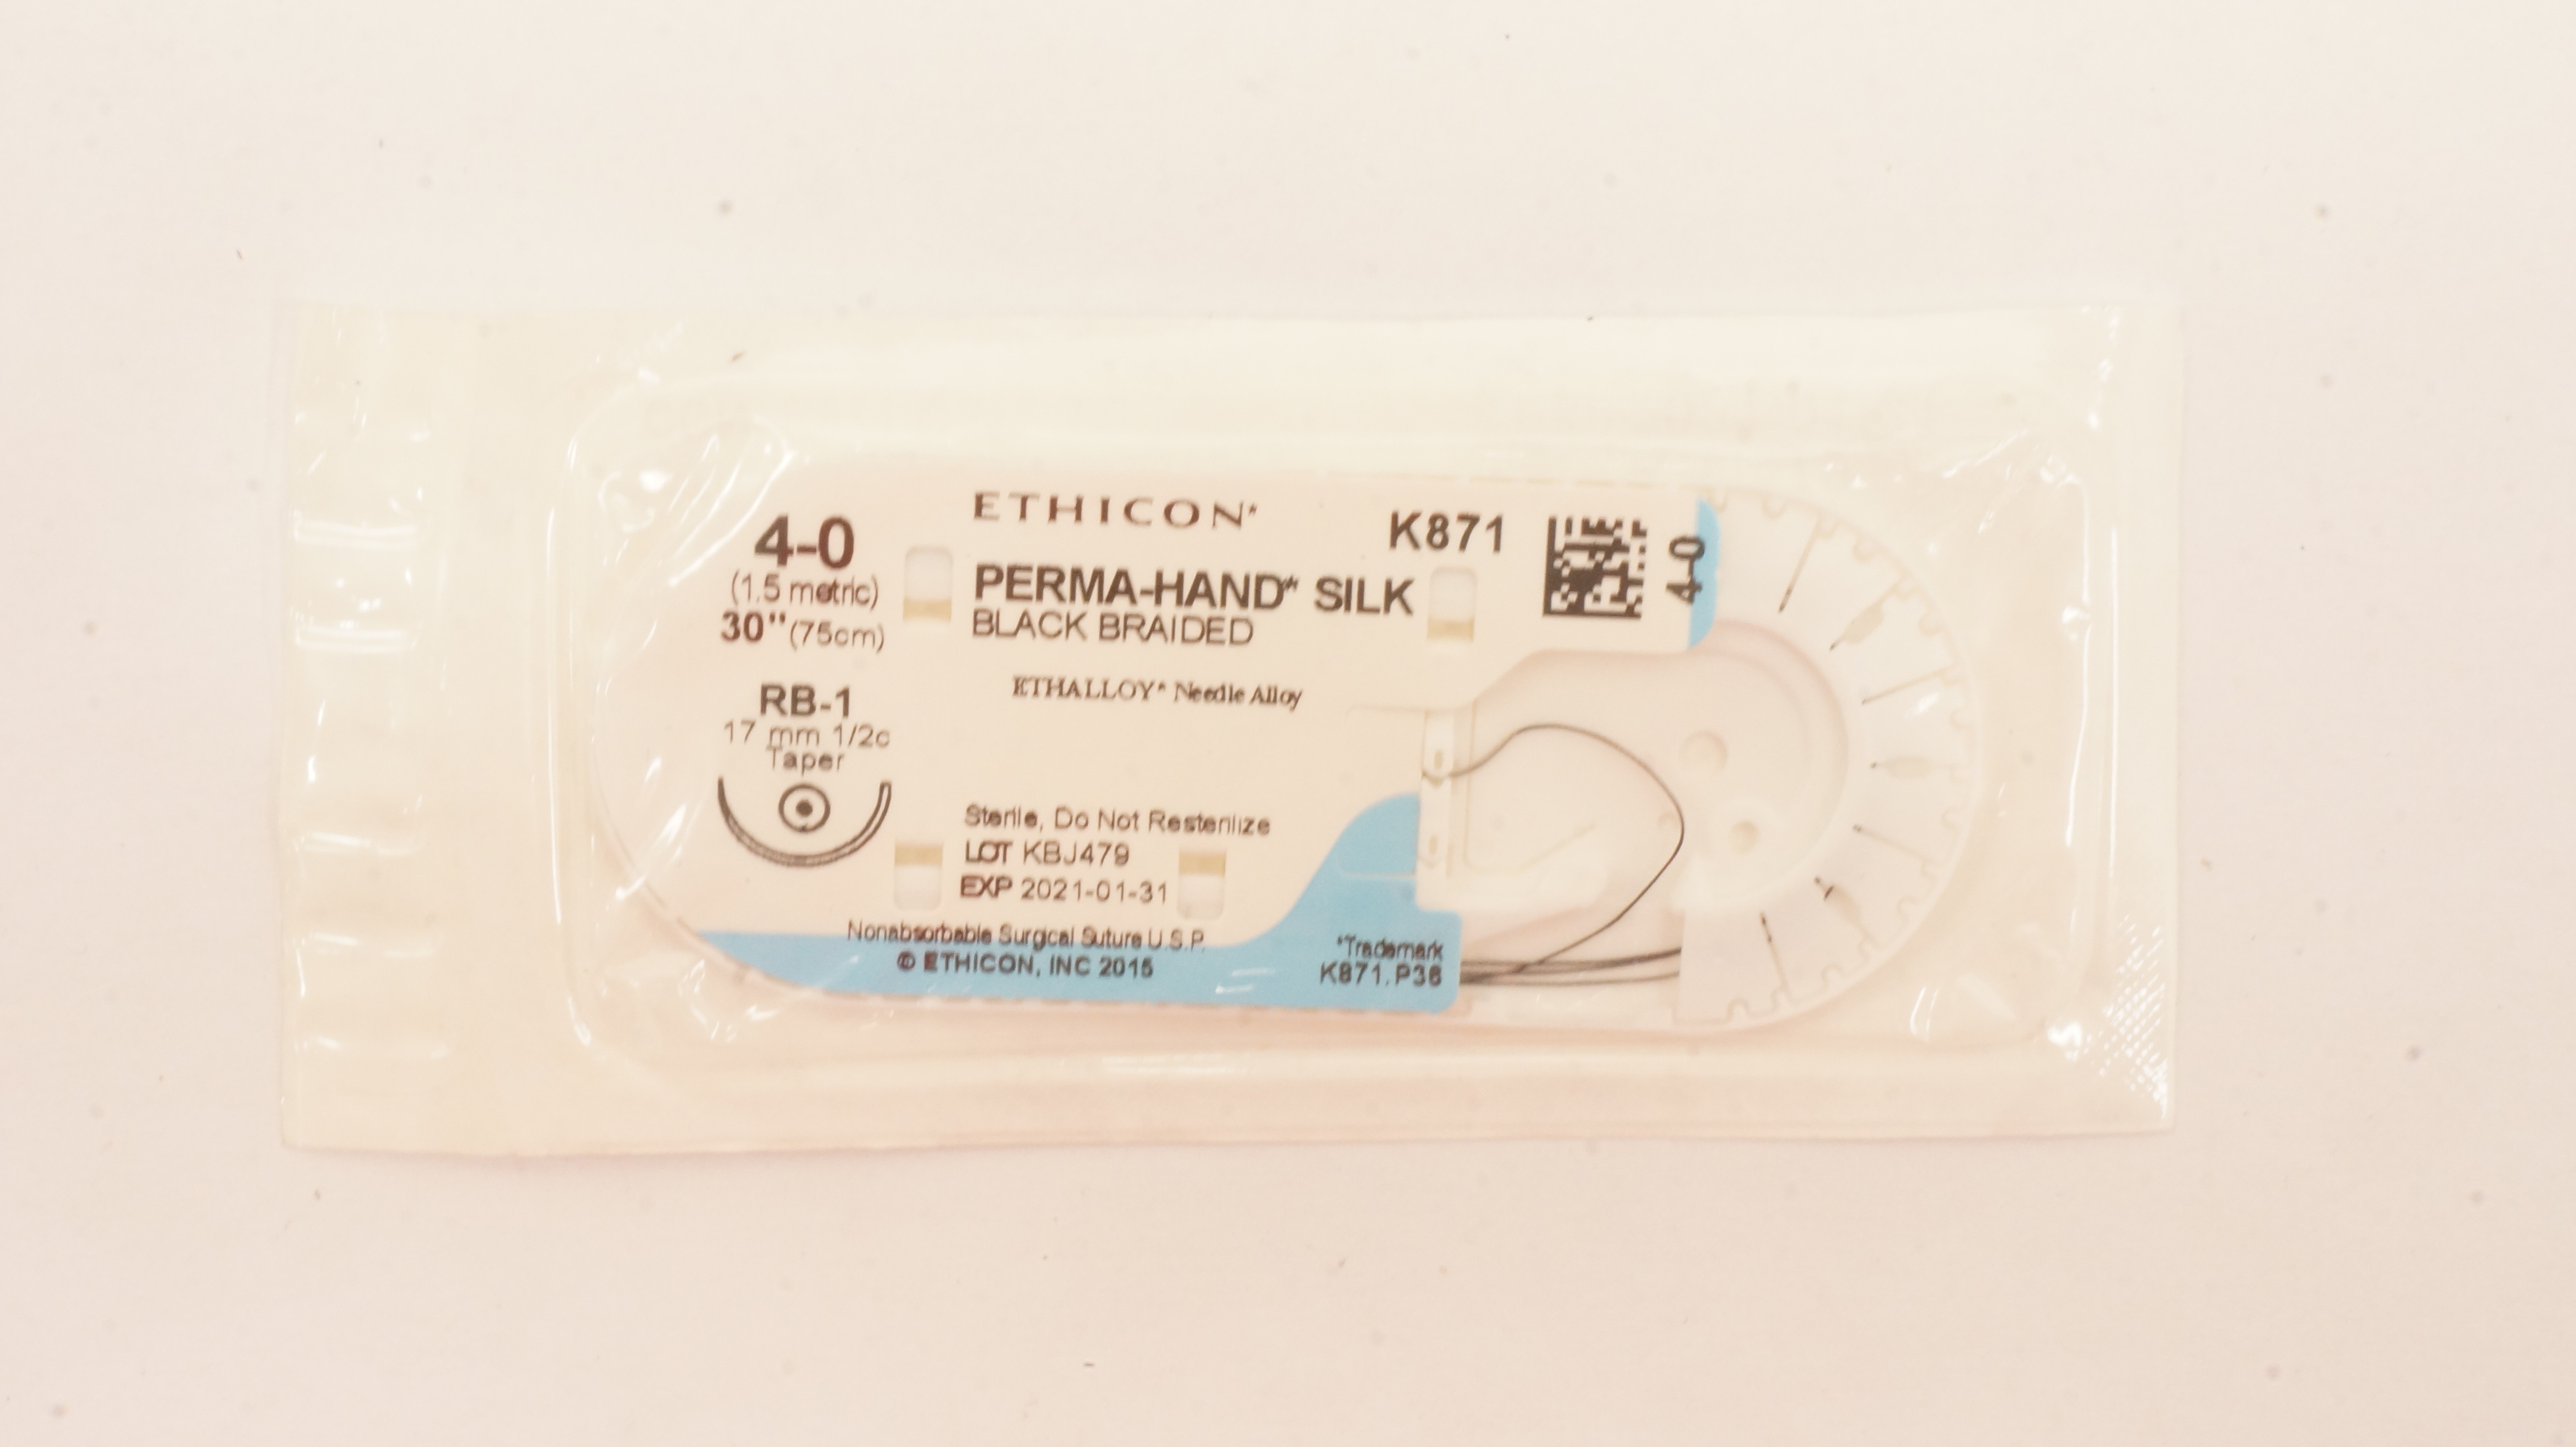 ETHICON*
K871
4-0
4-0
(1.5 metric)
30" (75cm)
PERMA-HAND* SILK
BLACK BRAIDED
ETHALLOY* Needle Alloy
RB-1
17 mm 1/2c
Taper
Sterile, Do Not Resterilize
LOT KBJ479
EXP 2021-01-31
Nonabsorbable Surgical Suture U.S.P.
© ETHICON, INC 2015
*Trademark
K871.P36